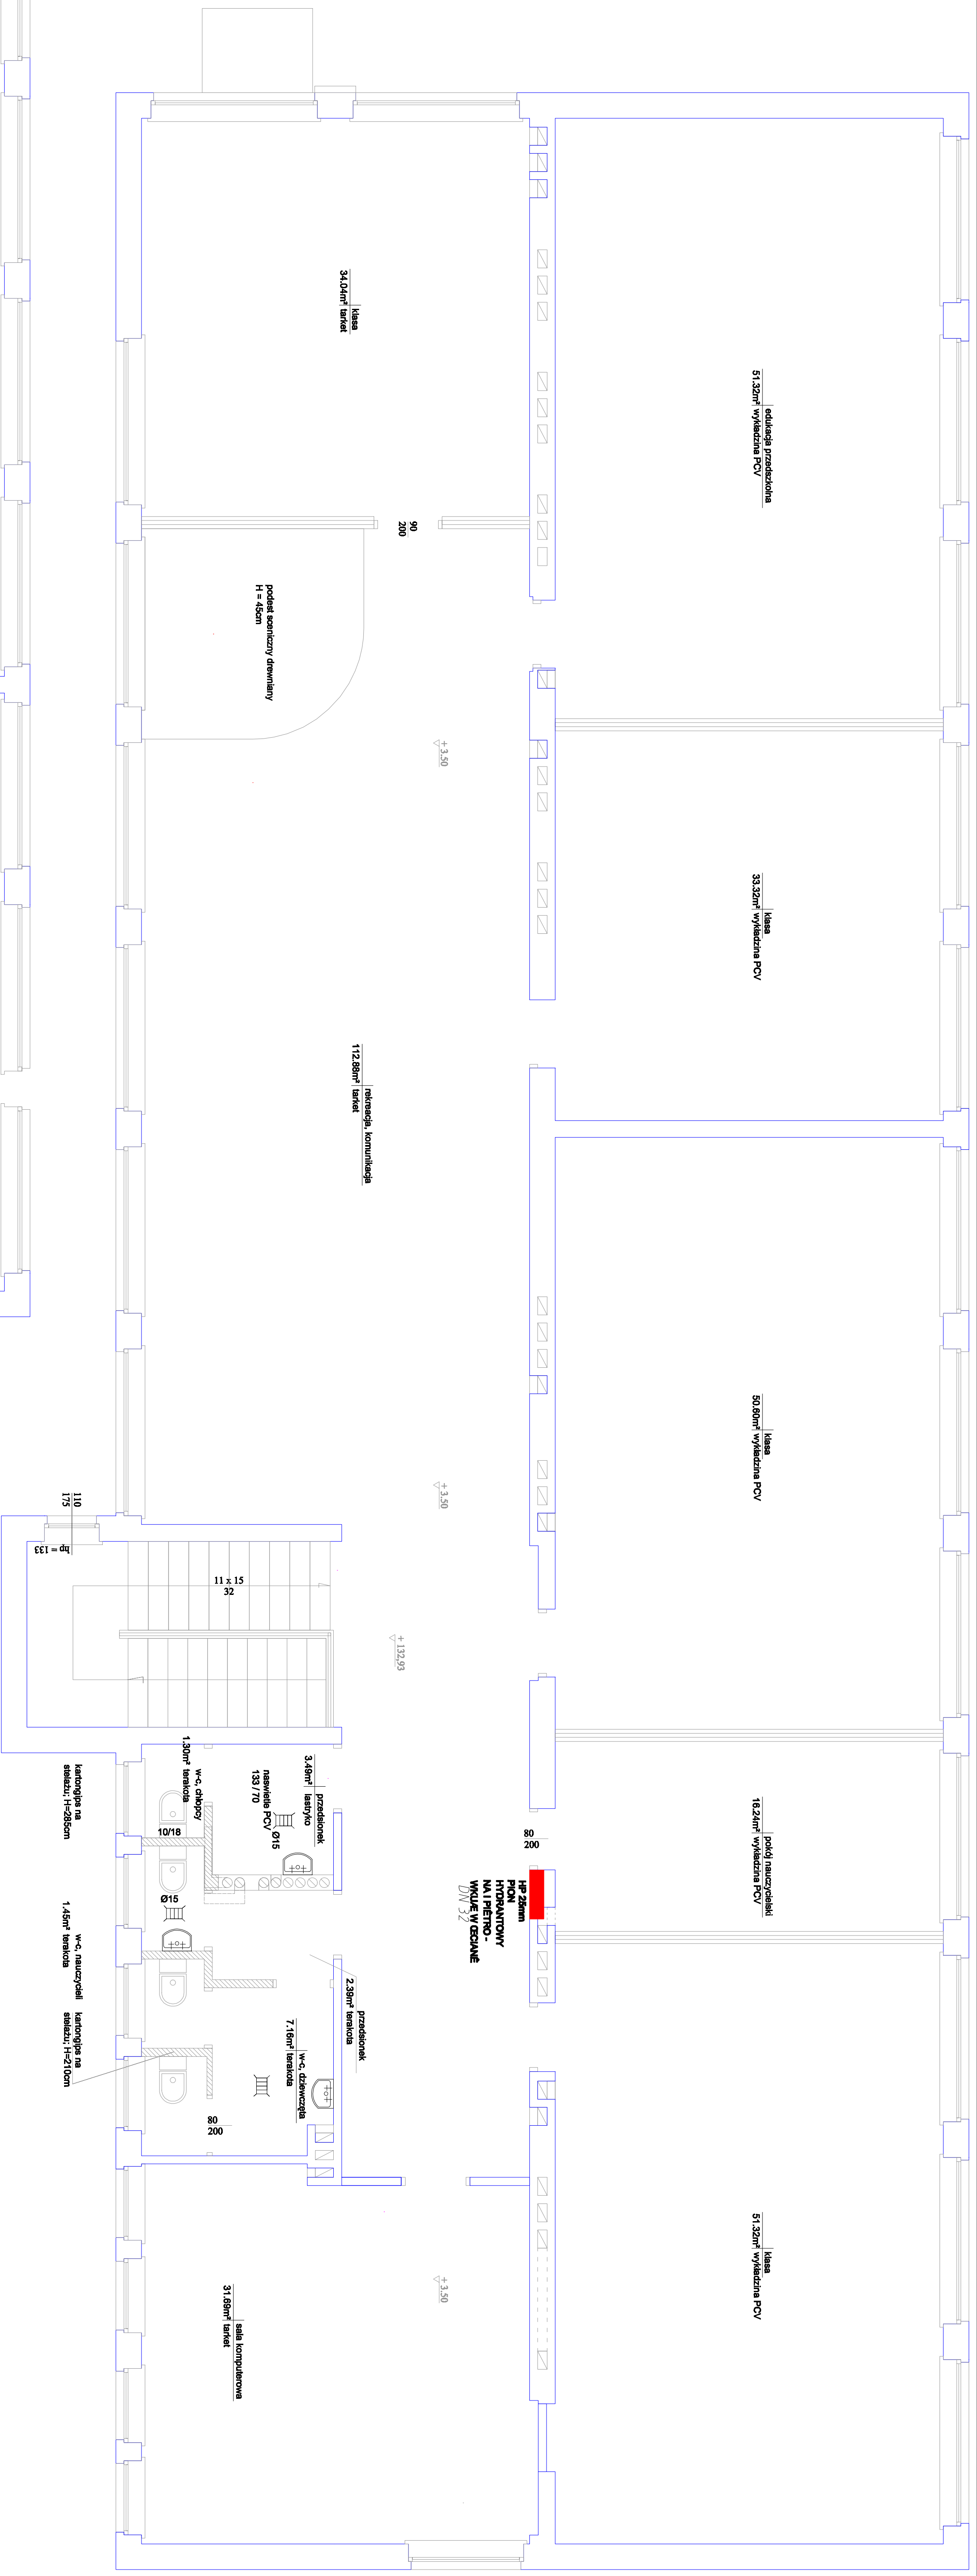 edukacja przedszkolna
51.32m² wykładzina PCV
klasa
33.32m² wykładzina PCV
klasa
50.60m² wykładzina PCV
pokój nauczycielski
16.24m² wykładzina PCV
klasa
51.32m² wykładzina PCV
klasa
34.04m² tarket
90
200
podest sceniczny drewniany
H = 45cm
+ 3.50
rekreacja, komunikacja
112.88m² tarket
+ 3.50
+ 132,93
80
200
HP 25mm
PION
HYDRANTOWY
NA I PIÊTRO -
WKUÆ W ŒCIANÊ
DN 32
+ 3.50
110
175
hp = 133
11 x 15
32
przedsionek
3.49m² lastryko
naswietle PCV
133 / 70
Ø15
w-c, chłopcy
1.30m² terakota
10/18
Ø15
przedsionek
2.39m² terakota
w-c, dziewczęta
7.16m² terakota
80
200
sala komputerowa
31.69m² tarket
kartongips na
stelażu; H=285cm
w-c, nauczycieli
1.45m² terakota
kartongips na
stelażu; H=210cm